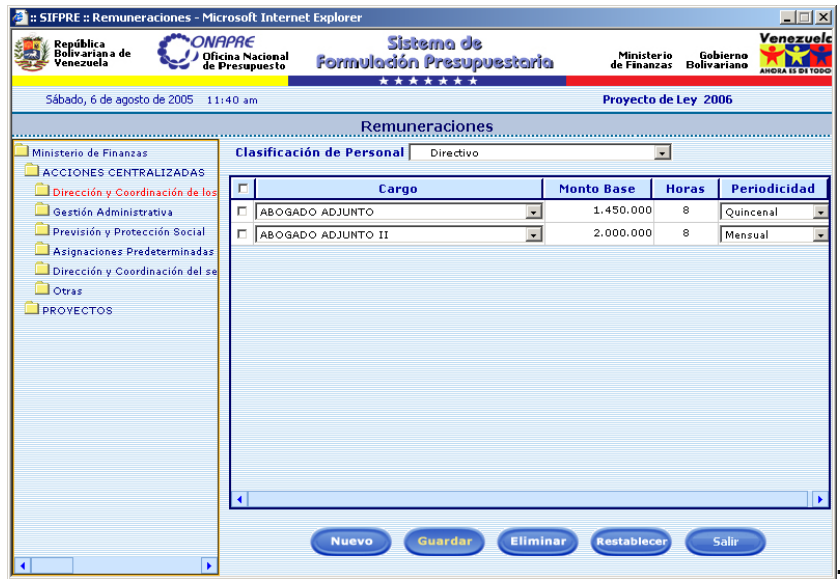 :: SIFPRE :: Remuneraciones - Microsoft Internet Explorer
República
Bolivariana de
Venezuela
ONAPRE
Oficina Nacional
de Presupuesto
Sistema de
Formulación Presupuestaria
Ministerio
de Finanzas
Gobierno
Bolivariano
Venezuela
AHORA ES DE TODOS
Sábado, 6 de agosto de 2005 11:40 am
Proyecto de Ley 2006
Remuneraciones
Ministerio de Finanzas
ACCIONES CENTRALIZADAS
Dirección y Coordinación de los
Gestión Administrativa
Previsión y Protección Social
Asignaciones Predeterminadas
Dirección y Coordinación del se
Otras
PROYECTOS
Clasificación de Personal Directivo
Cargo Monto Base Horas Periodicidad
ABOGADO ADJUNTO 1.450.000 8 Quincenal
ABOGADO ADJUNTO II 2.000.000 8 Mensual
Nuevo Guardar Eliminar Restablecer Salir